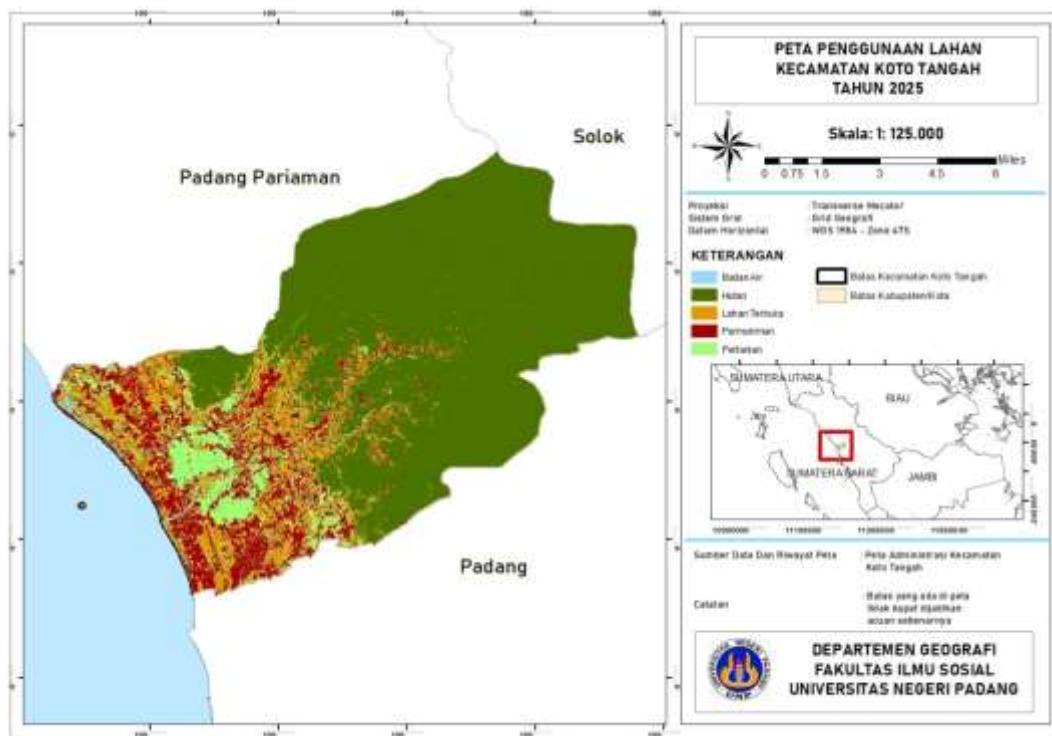 Padang Pariaman
Solok
Padang
PETA PENGGUNAAN LAHAN
KECAMATAN KOTO TANGAH
TAHUN 2025
Skala: 1: 125.000
Miles
0 0.75 1.5 3 4.5 6
Proyeksi : Transverse Mecator
Sistem Grid : Grid Geografi
Datum Horizontal : WGS 1984 - Zona 47S
KETERANGAN
Badan Air
Hutan
Lahan Terbuka
Permukiman
Pertanian
Batas Kecamatan Koto Tangah
Batas Kabupaten/Kota
SUMATERA UTARA
RIAU
SUMATERA BARAT
JAMBI
Sumber Data Dan Riwayat Peta : Peta Administrasi Kecamatan
Koto Tangah
Catatan : Batas yang ada di peta
tidak dapat dijadikan
acuan sebenarnya
UNP
DEPARTEMEN GEOGRAFI
FAKULTAS ILMU SOSIAL
UNIVERSITAS NEGERI PADANG